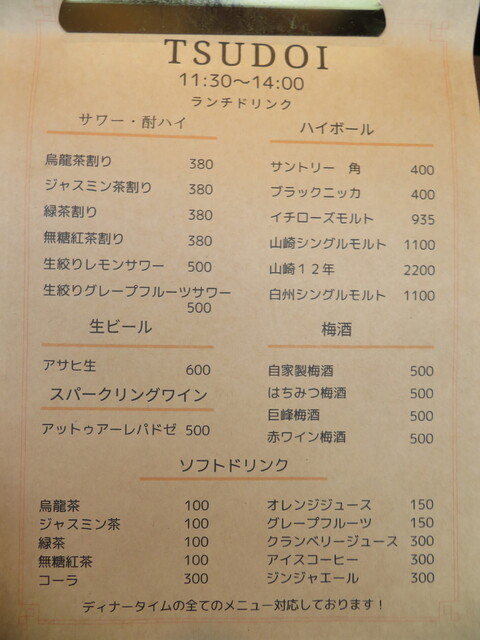 TSUDOI
11:30～14:00
ランチドリンク
サワー・酎ハイ
烏龍茶割り 380
ジャスミン茶割り 380
緑茶割り 380
無糖紅茶割り 380
生絞りレモンサワー 500
生絞りグレープフルーツサワー
500
生ビール
アサヒ生 600
スパークリングワイン
アットゥアーレパドゼ 500
ハイボール
サントリー 角 400
ブラックニッカ 400
イチローズモルト 935
山崎シングルモルト 1100
山崎１２年 2200
白州シングルモルト 1100
梅酒
自家製梅酒 500
はちみつ梅酒 500
巨峰梅酒 500
赤ワイン梅酒 500
ソフトドリンク
烏龍茶 100
ジャスミン茶 100
緑茶 100
無糖紅茶 100
コーラ 300
オレンジジュース 150
グレープフルーツ 150
クランベリージュース 300
アイスコーヒー 300
ジンジャエール 300
ディナータイムの全てのメニュー対応しております！